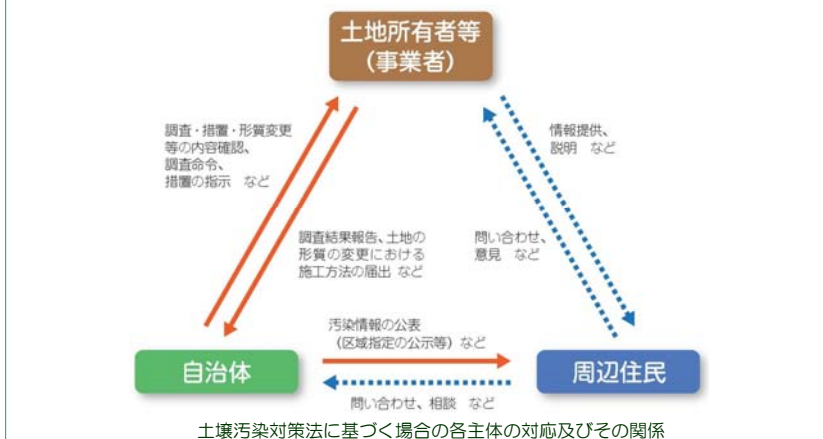 土地所有者等
（事業者）
調査・措置・形質変更
等の内容確認、
調査命令、
措置の指示　など
情報提供、
説明　など
調査結果報告、土地の
形質の変更における
施工方法の届出 など
問い合わせ、
意見　など
汚染情報の公表
（区域指定の公示等）など
自治体
周辺住民
問い合わせ、相談　など
土壌汚染対策法に基づく場合の各主体の対応及びその関係